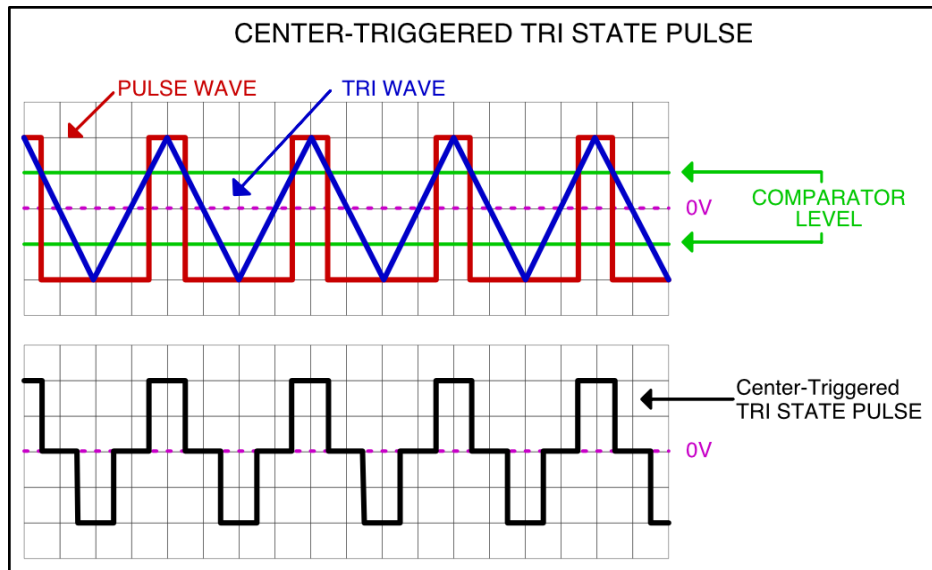 CENTER-TRIGGERED TRI STATE PULSE
PULSE WAVE
TRI WAVE
0V
COMPARATOR
LEVEL
Center-Triggered
TRI STATE PULSE
0V